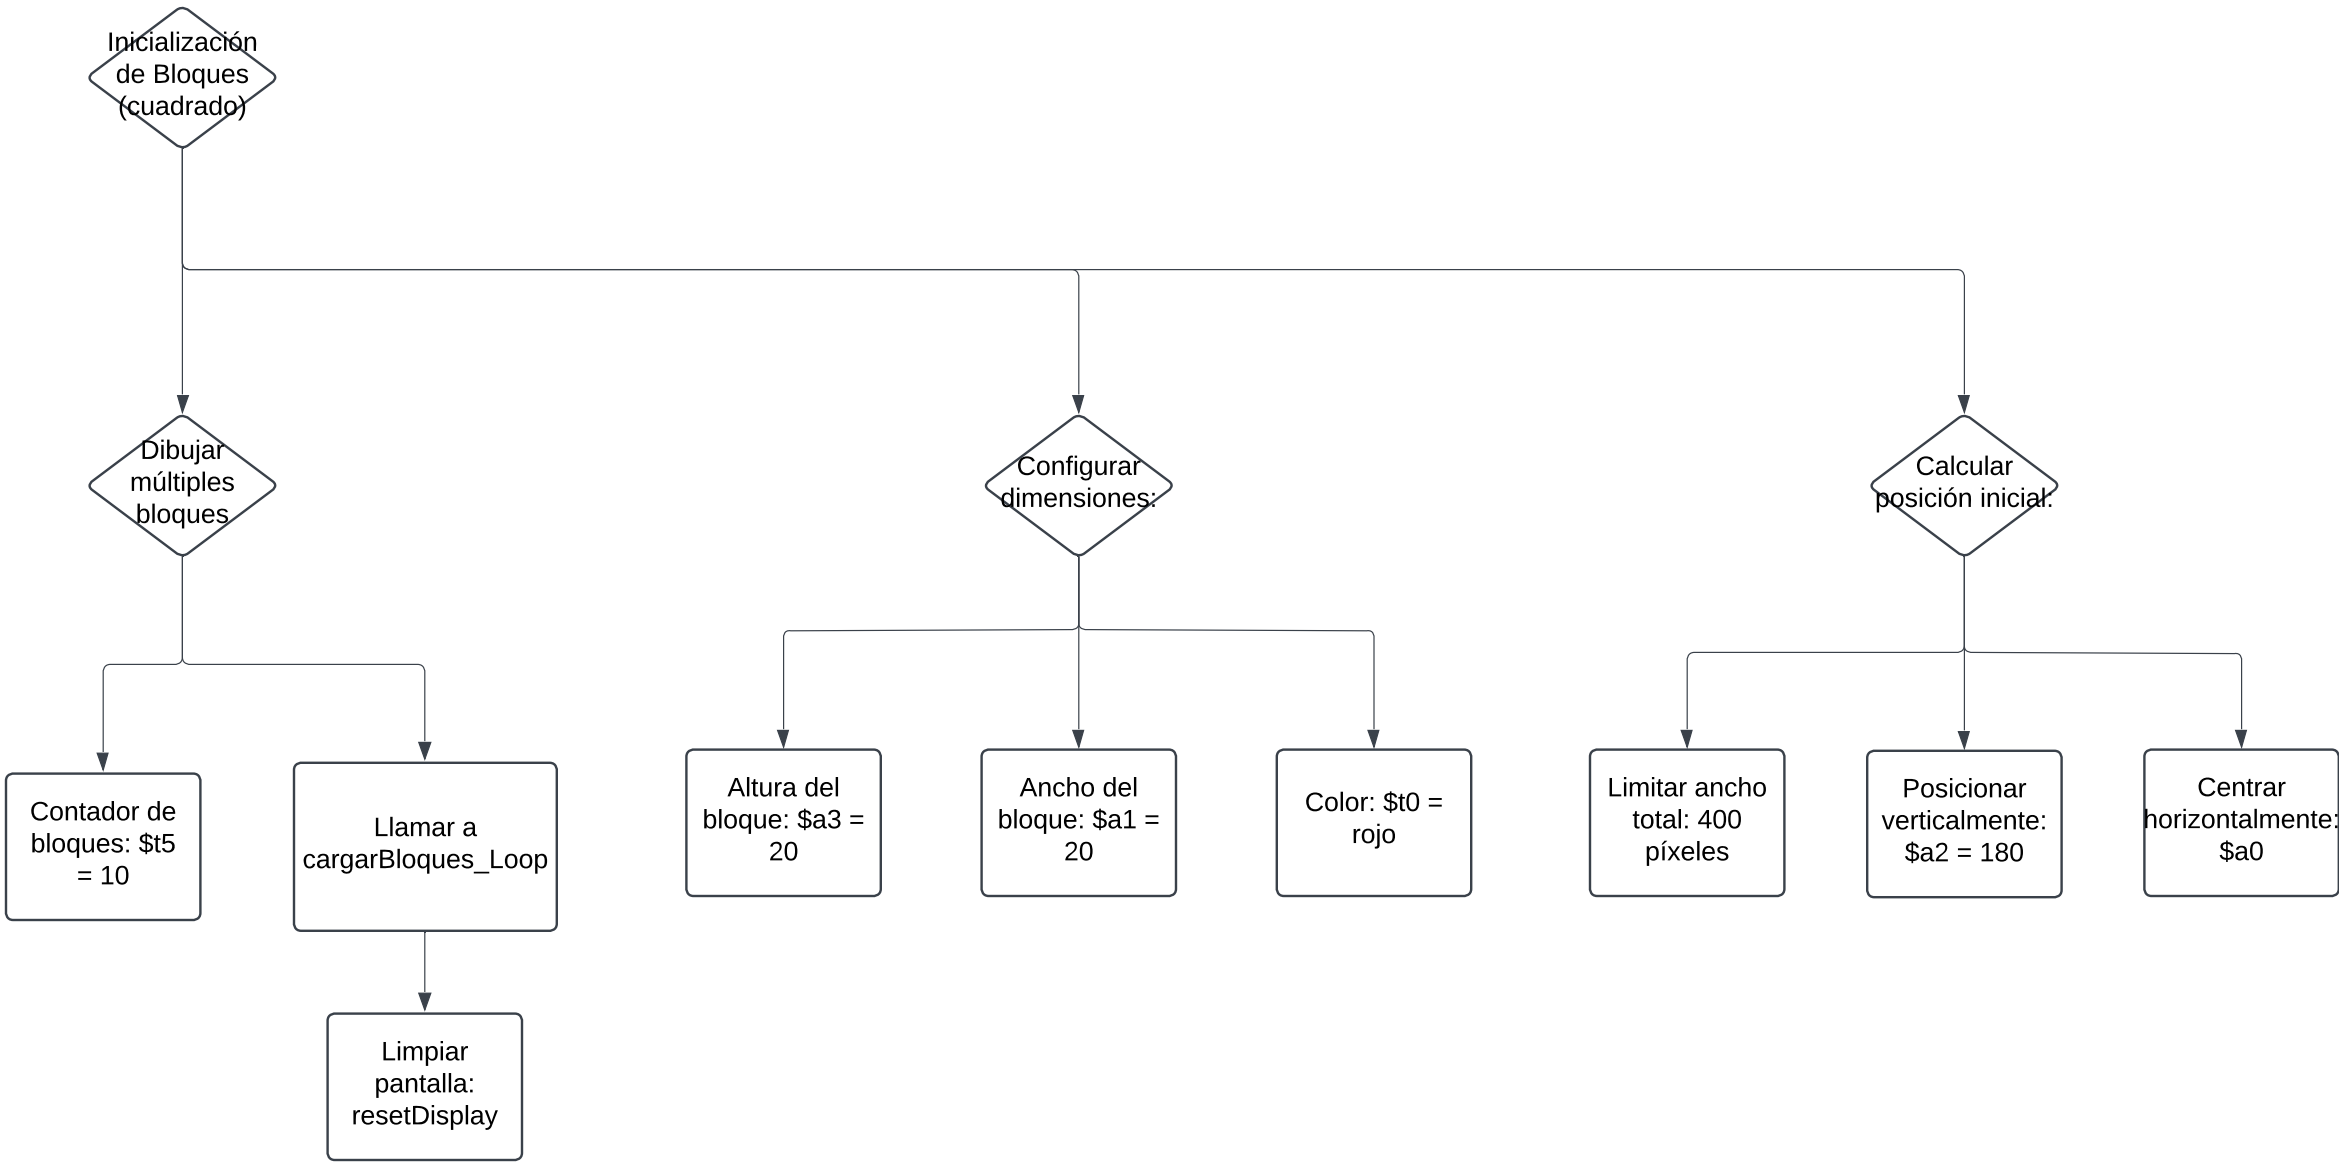 Inicialización
de Bloques
(cuadrado)
Dibujar
múltiples
bloques
Configurar
dimensiones:
Calcular
posición inicial:
Contador de
bloques: $t5
= 10
Llamar a
cargarBloques_Loop
Altura del
bloque: $a3 =
20
Ancho del
bloque: $a1 =
20
Color: $t0 =
rojo
Limitar ancho
total: 400
píxeles
Posicionar
verticalmente:
$a2 = 180
Centrar
horizontalmente:
$a0
Limpiar
pantalla:
resetDisplay